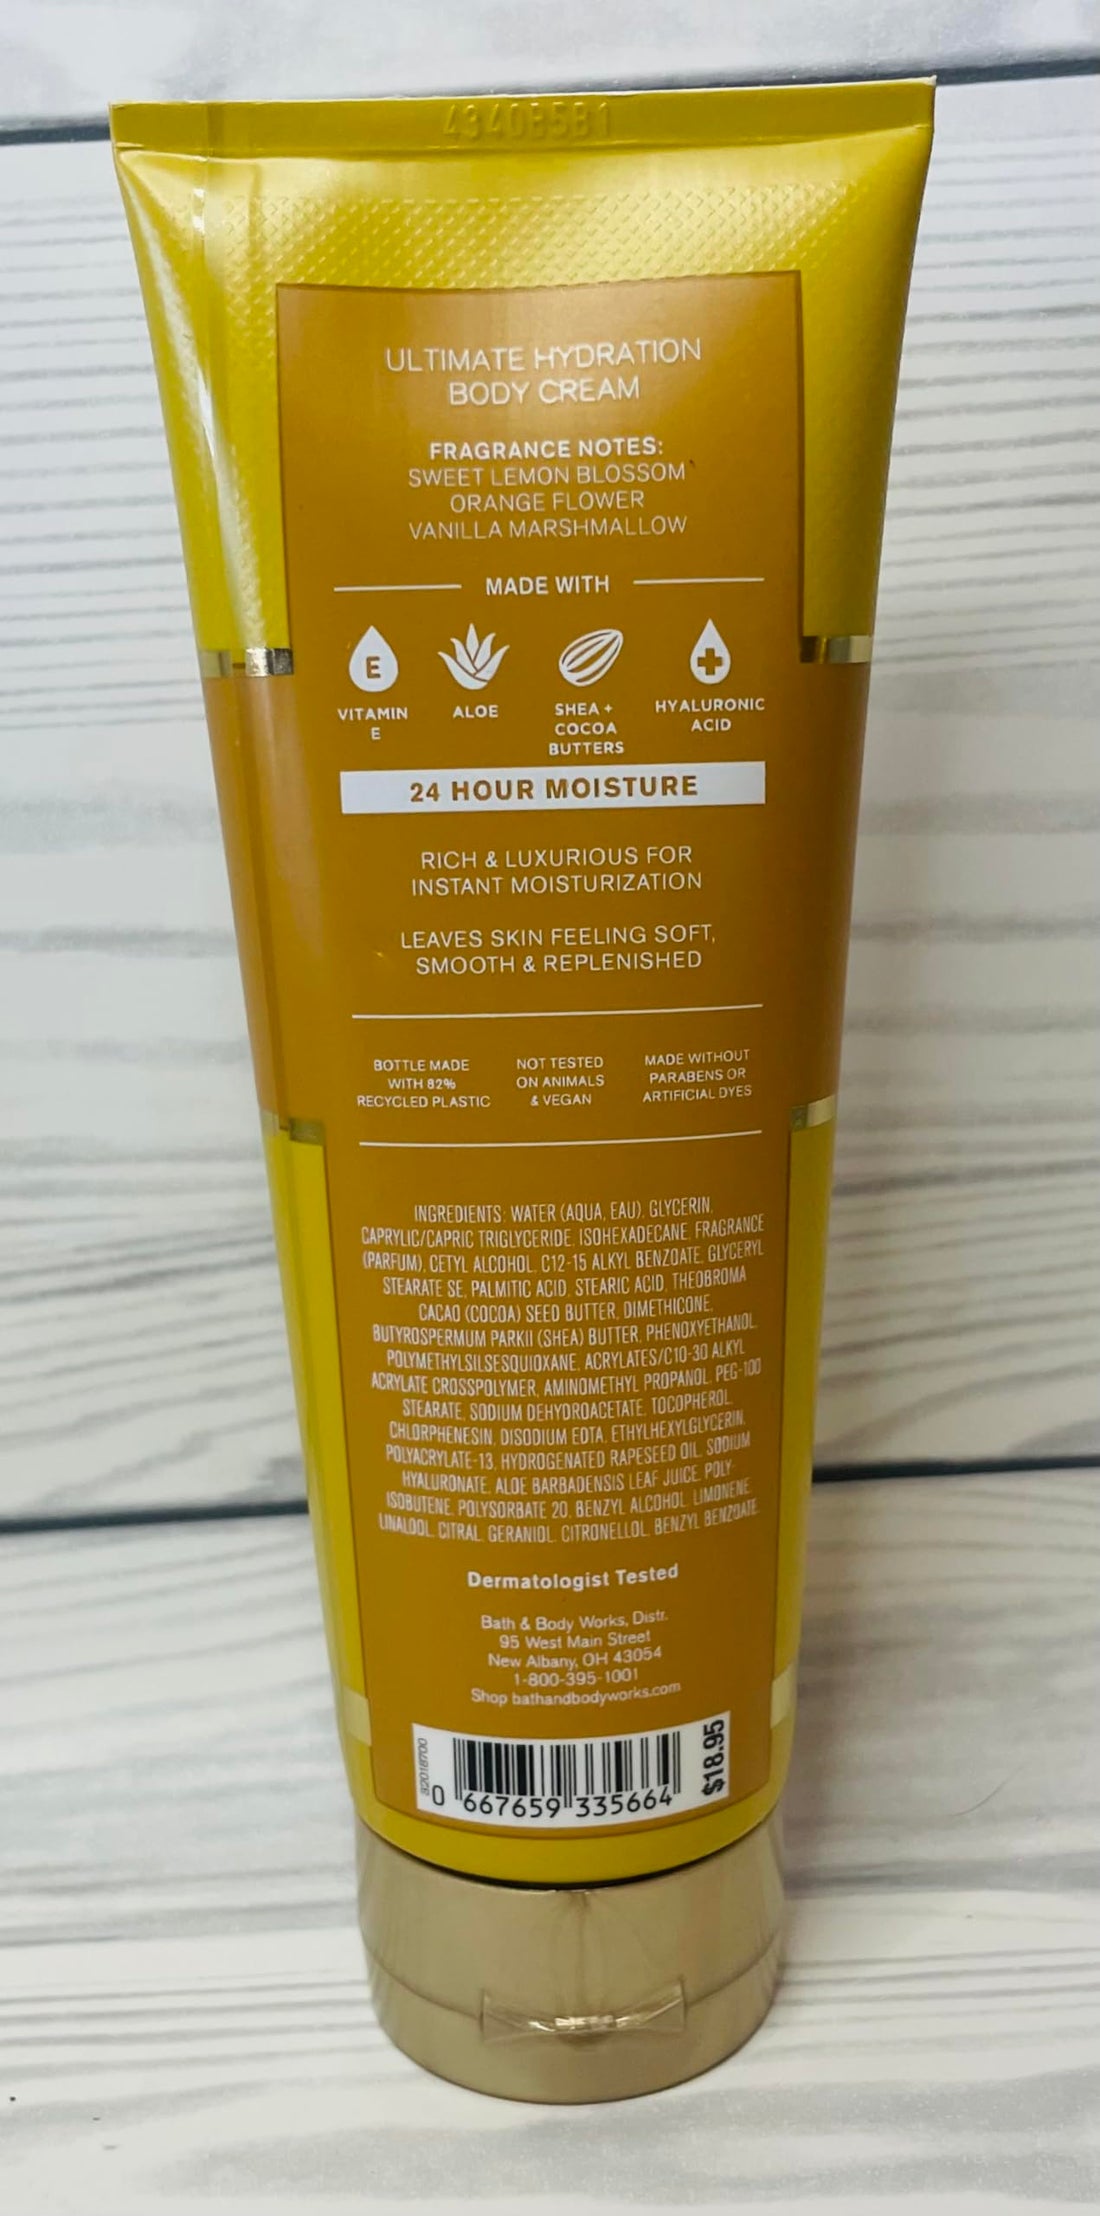 4340B5B1
ULTIMATE HYDRATION
BODY CREAM
FRAGRANCE NOTES:
SWEET LEMON BLOSSOM
ORANGE FLOWER
VANILLA MARSHMALLOW
MADE WITH
E
VITAMIN
E
ALOE
SHEA +
COCOA
BUTTERS
HYALURONIC
ACID
24 HOUR MOISTURE
RICH & LUXURIOUS FOR
INSTANT MOISTURIZATION
LEAVES SKIN FEELING SOFT,
SMOOTH & REPLENISHED
BOTTLE MADE
WITH 82%
RECYCLED PLASTIC
NOT TESTED
ON ANIMALS
& VEGAN
MADE WITHOUT
PARABENS OR
ARTIFICIAL DYES
INGREDIENTS: WATER (AQUA, EAU), GLYCERIN,
CAPRYLIC/CAPRIC TRIGLYCERIDE, ISOHEXADECANE, FRAGRANCE
(PARFUM), CETYL ALCOHOL, C12-15 ALKYL BENZOATE, GLYCERYL
STEARATE SE, PALMITIC ACID, STEARIC ACID, THEOBROMA
CACAO (COCOA) SEED BUTTER, DIMETHICONE,
BUTYROSPERMUM PARKII (SHEA) BUTTER, PHENOXYETHANOL,
POLYMETHYLSILSESQUIOXANE, ACRYLATES/C10-30 ALKYL
ACRYLATE CROSSPOLYMER, AMINOMETHYL PROPANOL, PEG-100
STEARATE, SODIUM DEHYDROACETATE, TOCOPHEROL,
CHLORPHENESIN, DISODIUM EDTA, ETHYLHEXYLGLYCERIN,
POLYACRYLATE-13, HYDROGENATED RAPESEED OIL, SODIUM
HYALURONATE, ALOE BARBADENSIS LEAF JUICE, POLY-
ISOBUTENE, POLYSORBATE 20, BENZYL ALCOHOL, LIMONENE,
LINALOOL, CITRAL, GERANIOL, CITRONELLOL, BENZYL BENZOATE.
Dermatologist Tested
Bath & Body Works, Distr.
95 West Main Street
New Albany, OH 43054
1-800-395-1001
Shop bathandbodyworks.com
82018700
0 667659 335664
$18.95